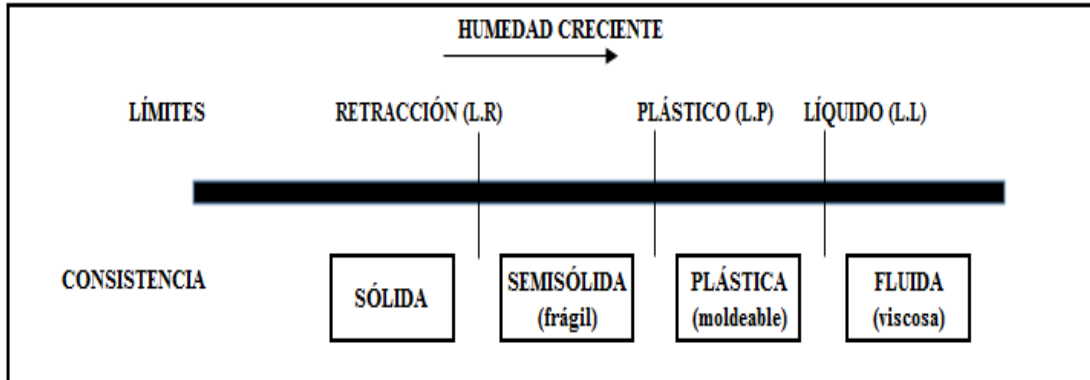 HUMEDAD CRECIENTE
LÍMITES RETRACCIÓN (L.R) PLÁSTICO (L.P) LÍQUIDO (L.L)
CONSISTENCIA
SÓLIDA
SEMISÓLIDA
(frágil)
PLÁSTICA
(moldeable)
FLUIDA
(viscosa)